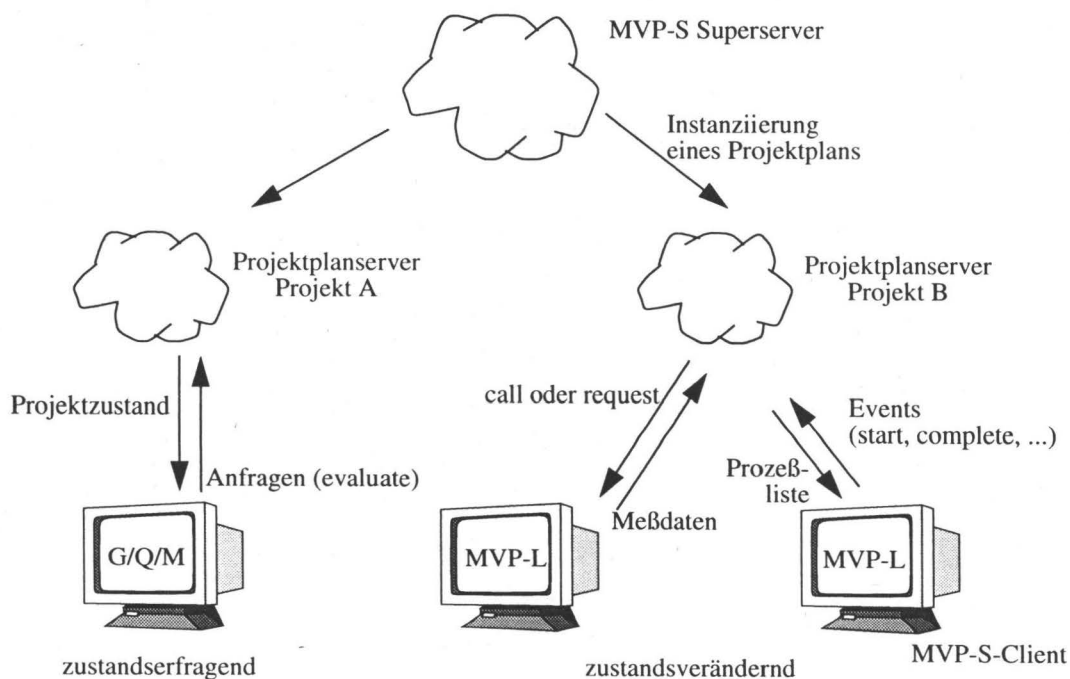 MVP-S Superserver
Instanziierung
eines Projektplans
Projektplanserver
Projekt A
Projektplanserver
Projekt B
Projektzustand
Anfragen (evaluate)
call oder request
Meßdaten
Events
(start, complete, ...)
Prozeß-
liste
G/Q/M
MVP-L
MVP-L
MVP-S-Client
zustandserfragend
zustandsverändernd